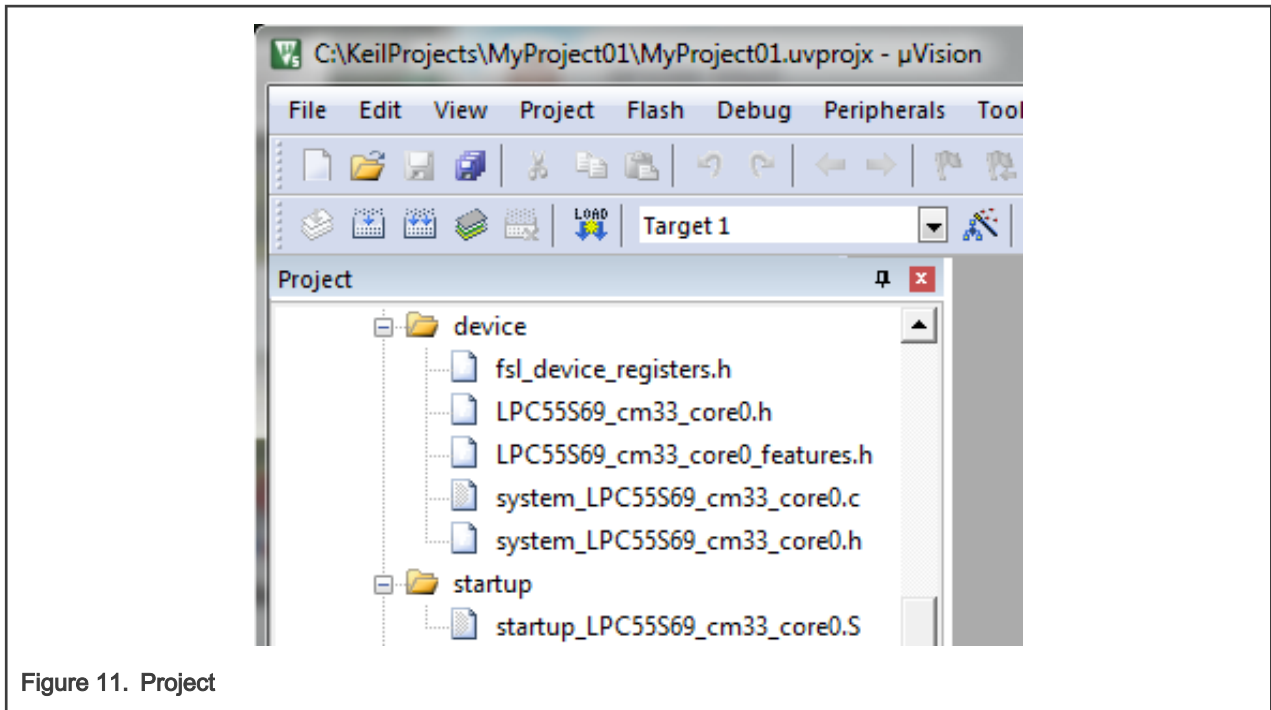 C:\KeilProjects\MyProject01\MyProject01.uvprojx - µVision
File Edit View Project Flash Debug Peripherals Tool
LOAD Target 1
Project
device
fsl_device_registers.h
LPC55S69_cm33_core0.h
LPC55S69_cm33_core0_features.h
system_LPC55S69_cm33_core0.c
system_LPC55S69_cm33_core0.h
startup
startup_LPC55S69_cm33_core0.S
Figure 11. Project